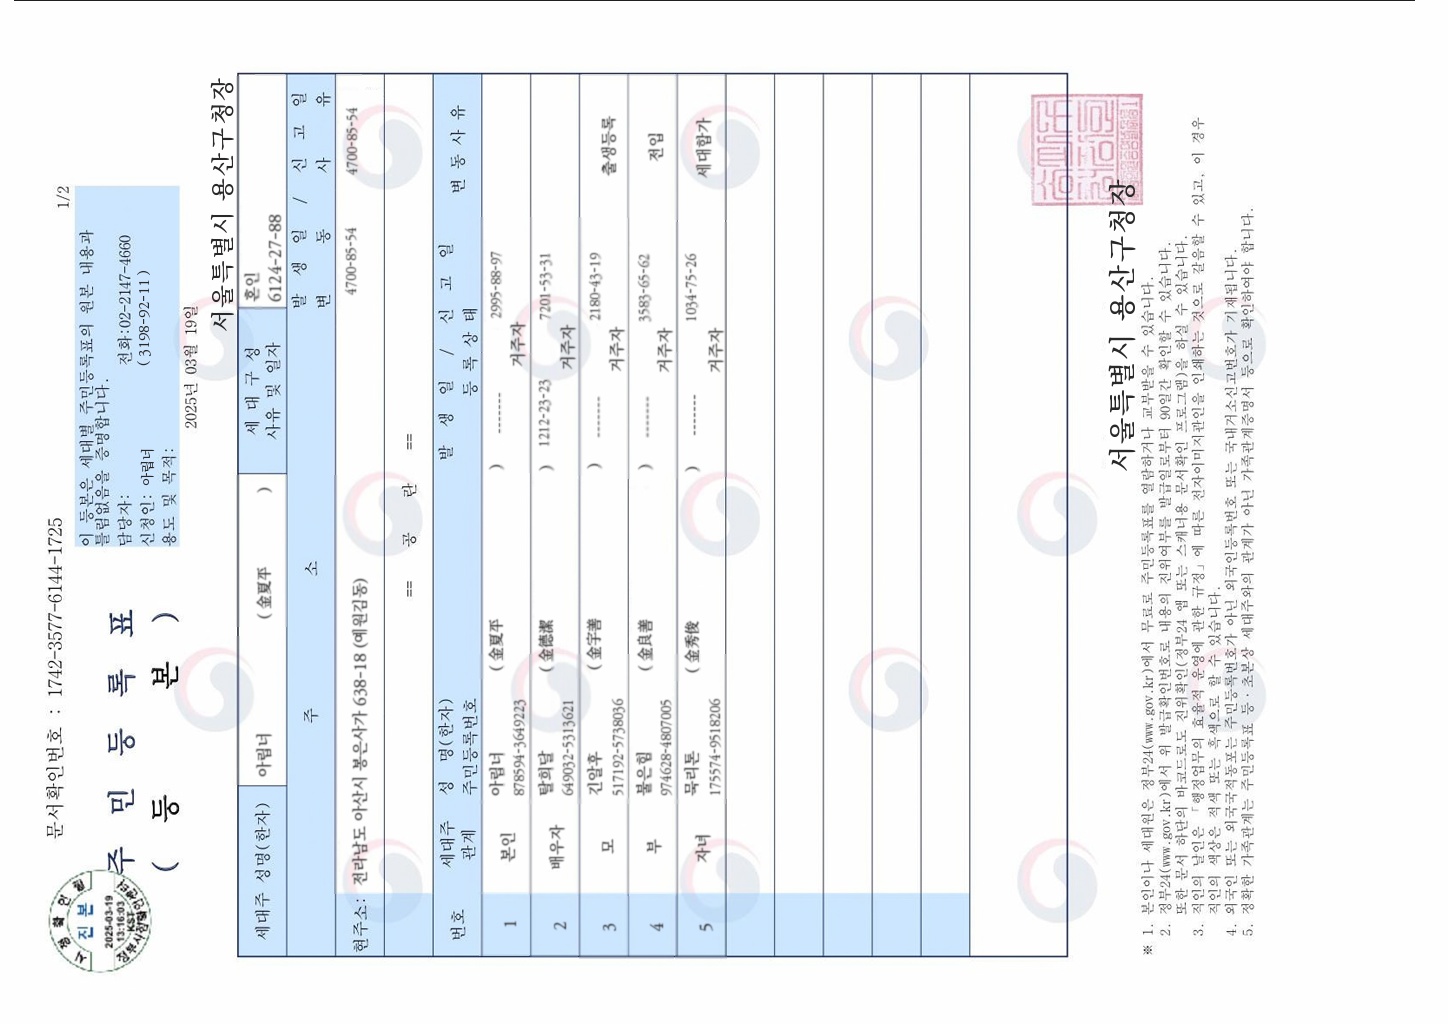 문서확인번호 : 1742-3577-6144-1725
1/2
주 민 등 록 표
( 등 본 )
이 등본은 세대별 주민등록표의 원본 내용과
틀림없음을 증명합니다.
담당자: 전화:02-2147-4660
신청인: 아립너 (3198-92-11)
용도 및 목적:
2025년 03월 19일
진본
2025-03-19
13:16:03
KST
서울특별시 용산구청장
세대주 성명(한자)
아립너 (金夏平 )
세 대 구 성
사유 및 일자
혼인
6124-27-88
주 소
발 생 일 / 신 고 일
변 동 사 유
현주소: 전라남도 아산시 봉은사가 638-18 (예원김동)
4700-85-54 4700-85-54
== 공 란 ==
번호
세대주
관계
성 명(한자)
주민등록번호
발 생 일 / 신 고 일
등 록 상 태
변 동 사 유
1 본인 아립너 (金夏平 ) ------- 2995-88-97
878594-3649223 거주자
2 배우자 탈희달 (金德潔 ) 1212-23-23 7201-53-31
649032-5313621 거주자
3 모 긴알후 (金宇善 ) ------- 2180-43-19 출생등록
517192-5738036 거주자
4 부 불은힘 (金良善 ) ------- 3583-65-62 전입
974628-4807005 거주자
5 자녀 묵리톤 (金秀俊 ) ------- 1034-75-26 세대합가
175574-9518206 거주자
서울특별시 용산구청장
※ 1. 본인이나 세대원은 정부24(www.gov.kr)에서 무료로 주민등록표를 열람하거나 교부받을 수 있습니다.
2. 정부24(www.gov.kr)에서 위 발급확인번호로 내용의 진위여부를 발급일로부터 90일간 확인할 수 있습니다.
또한 문서 하단의 바코드로도 진위확인(정부24 앱 또는 스캐너용 문서확인 프로그램)을 하실 수 있습니다.
3. 직인의 날인은 「행정업무의 효율적 운영에 관한 규정」에 따른 전자이미지관인을 인쇄하는 것으로 갈음할 수 있고, 이 경우
직인의 색상은 적색 또는 흑색으로 할 수 있습니다.
4. 외국인 또는 외국국적동포는 주민등록번호가 아닌 외국인등록번호 또는 국내거소신고번호가 기재됩니다.
5. 정확한 가족관계는 주민등록표 등·초본상 세대주와의 관계가 아닌 가족관계증명서 등으로 확인하여야 합니다.